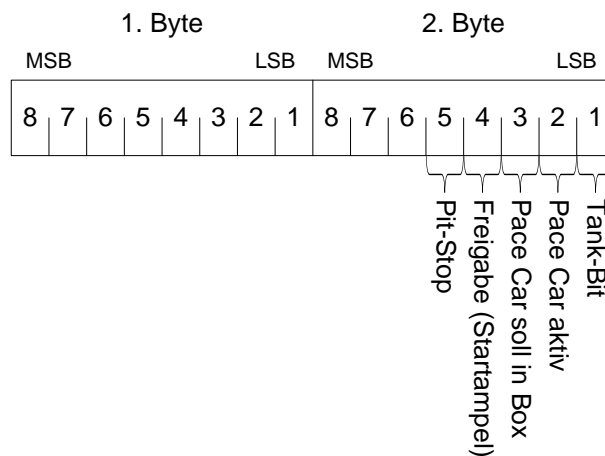 1. Byte 2. Byte
MSB LSB MSB LSB
8 7 6 5 4 3 2 1 8 7 6 5 4 3 2 1
Pit-Stop
Freigabe (Startampel)
Pace Car soll in Box
Pace Car aktiv
Tank-Bit